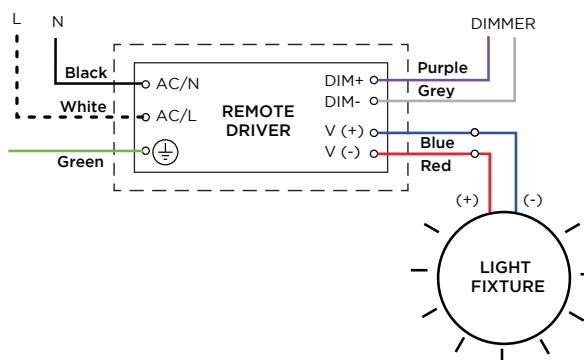 L
N
DIMMER
Black
AC/N
DIM+
Purple
White
AC/L
REMOTE
DRIVER
DIM-
Grey
V (+)
Blue
Green
V (-)
Red
(+)
(-)
LIGHT
FIXTURE